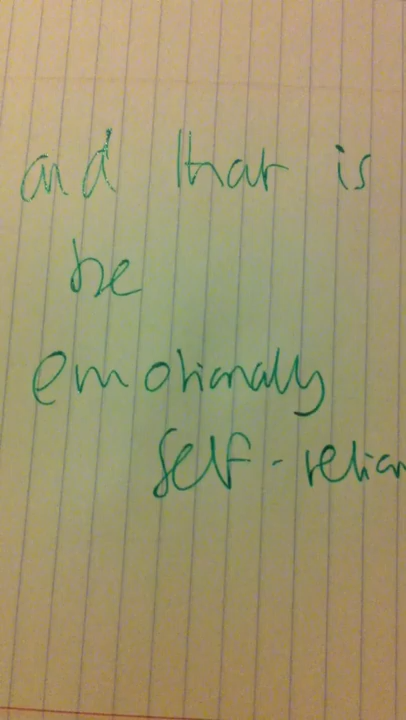 and that is
be
emotionally
self-relian